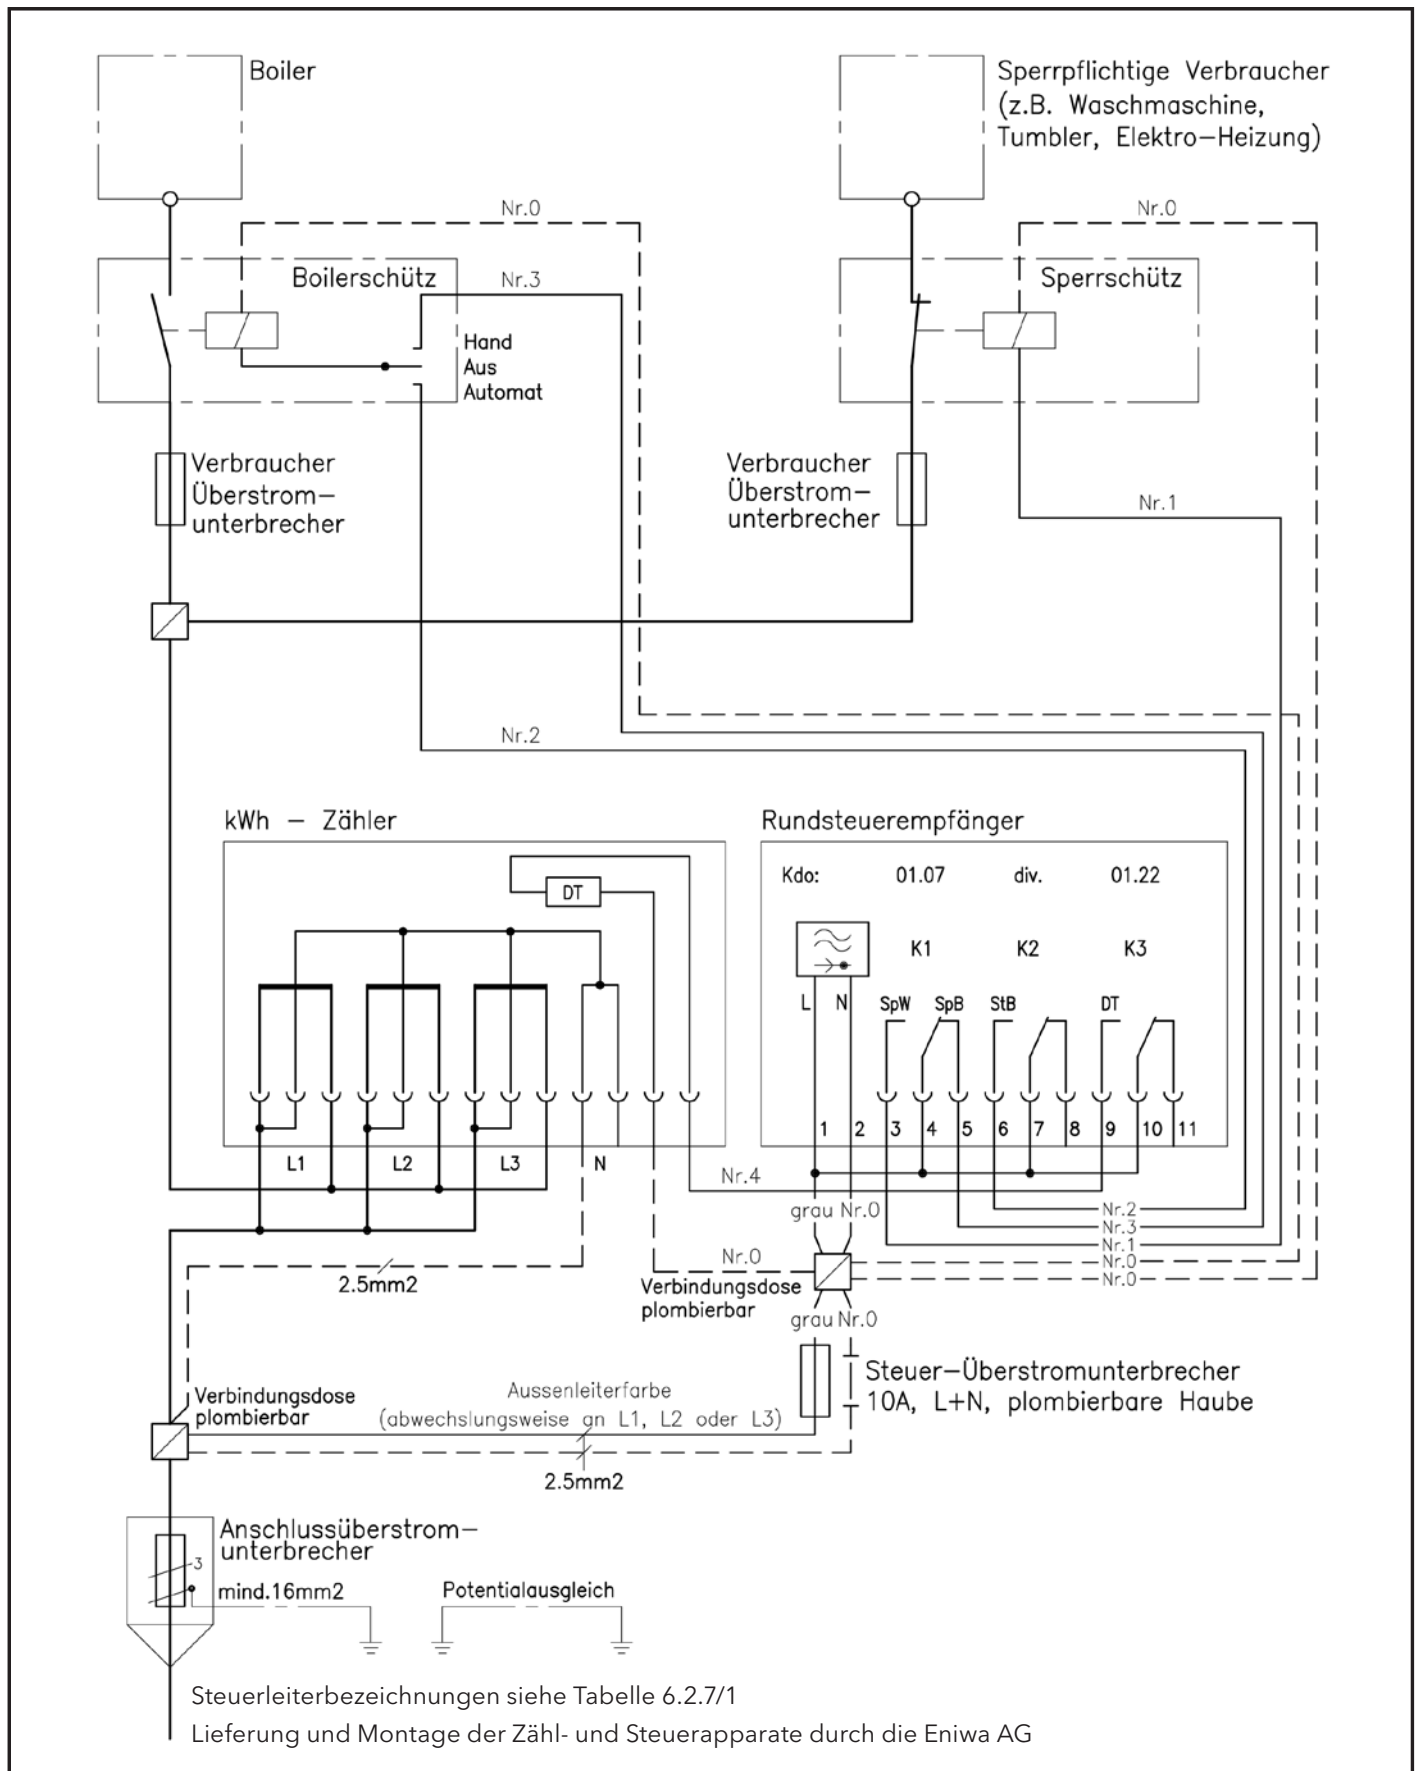 Boiler
Sperrpflichtige Verbraucher
(z.B. Waschmaschine,
Tumbler, Elektro-Heizung)
Nr.0
Nr.0
Boilerschütz
Nr.3
Sperrschütz
Hand
Aus
Automat
Verbraucher
Überstrom-
unterbrecher
Verbraucher
Überstrom-
unterbrecher
Nr.1
Nr.2
kWh - Zähler
Rundsteuerempfänger
DT
Kdo: 01.07 div. 01.22
K1 K2 K3
L N SpW SpB StB DT
1 2 3 4 5 6 7 8 9 10 11
L1 L2 L3 N
Nr.4
grau Nr.0
Nr.2
Nr.3
Nr.1
Nr.0
Nr.0
Nr.0
2.5mm2
Verbindungsdose
plombierbar
grau Nr.0
Steuer-Überstromunterbrecher
10A, L+N, plombierbare Haube
Verbindungsdose
plombierbar
Aussenleiterfarbe
(abwechslungsweise an L1, L2 oder L3)
2.5mm2
Anschlussüberstrom-
unterbrecher
3
mind.16mm2
Potentialausgleich
Steuerleiterbezeichnungen siehe Tabelle 6.2.7/1
Lieferung und Montage der Zähl- und Steuerapparate durch die Eniwa AG